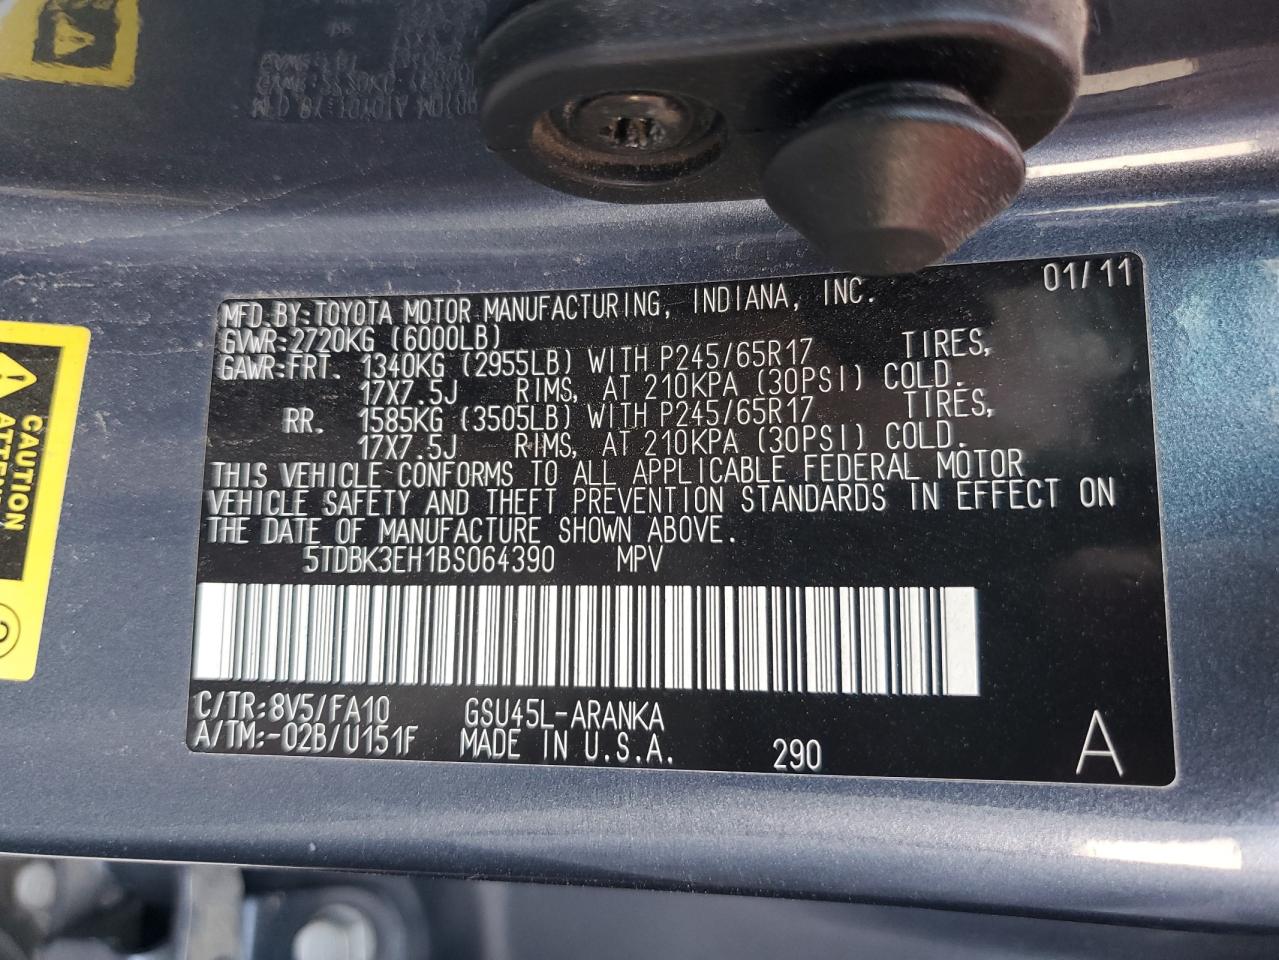 MFD.BY:TOYOTA MOTOR MANUFACTURING, INDIANA, INC. 01/11
GVWR:2720KG (6000LB)
GAWR:FRT. 1340KG (2955LB) WITH P245/65R17 TIRES,
17X7.5J RIMS, AT 210KPA (30PSI) COLD.
RR. 1585KG (3505LB) WITH P245/65R17 TIRES,
17X7.5J RIMS, AT 210KPA (30PSI) COLD.
THIS VEHICLE CONFORMS TO ALL APPLICABLE FEDERAL MOTOR
VEHICLE SAFETY AND THEFT PREVENTION STANDARDS IN EFFECT ON
THE DATE OF MANUFACTURE SHOWN ABOVE.
5TDBK3EH1BS064390 MPV
C/TR:8V5/FA10 GSU45L-ARANKA
A/TM:-02B/U151F MADE IN U.S.A. 290 A
CAUTION